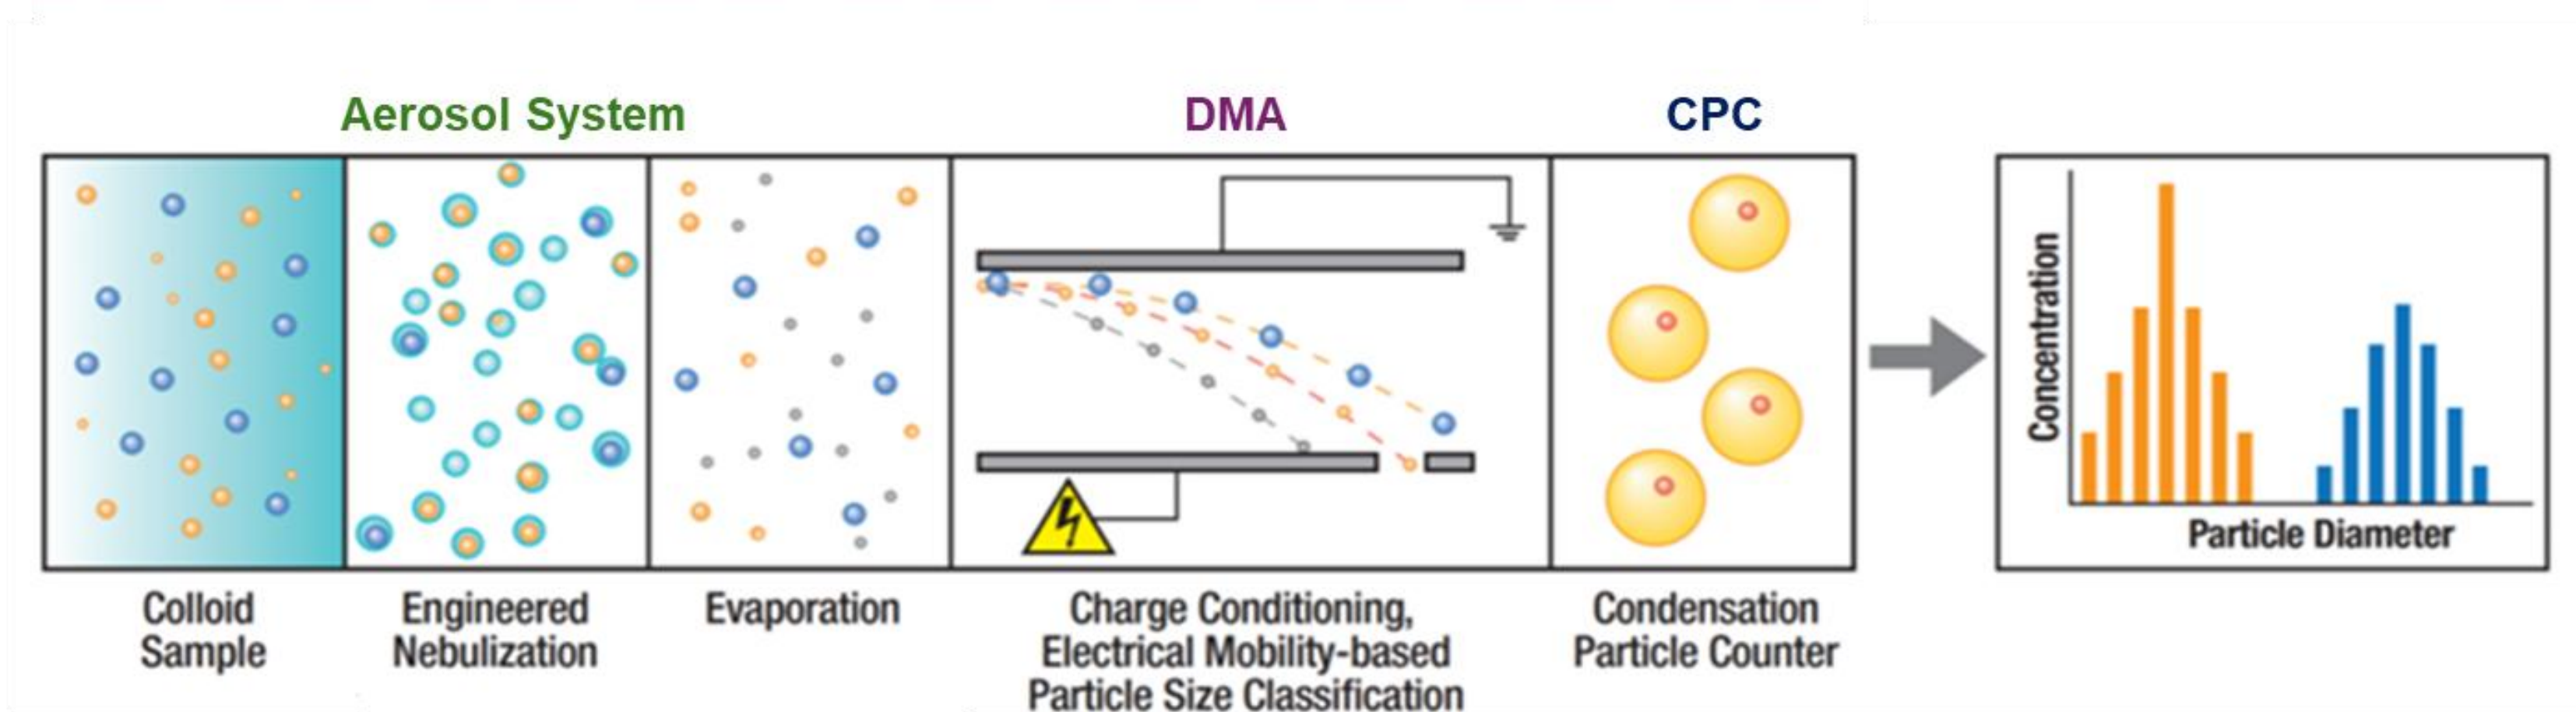 Aerosol System
DMA
CPC
Colloid
Sample
Engineered
Nebulization
Evaporation
Charge Conditioning,
Electrical Mobility-based
Particle Size Classification
Condensation
Particle Counter
Concentration
Particle Diameter